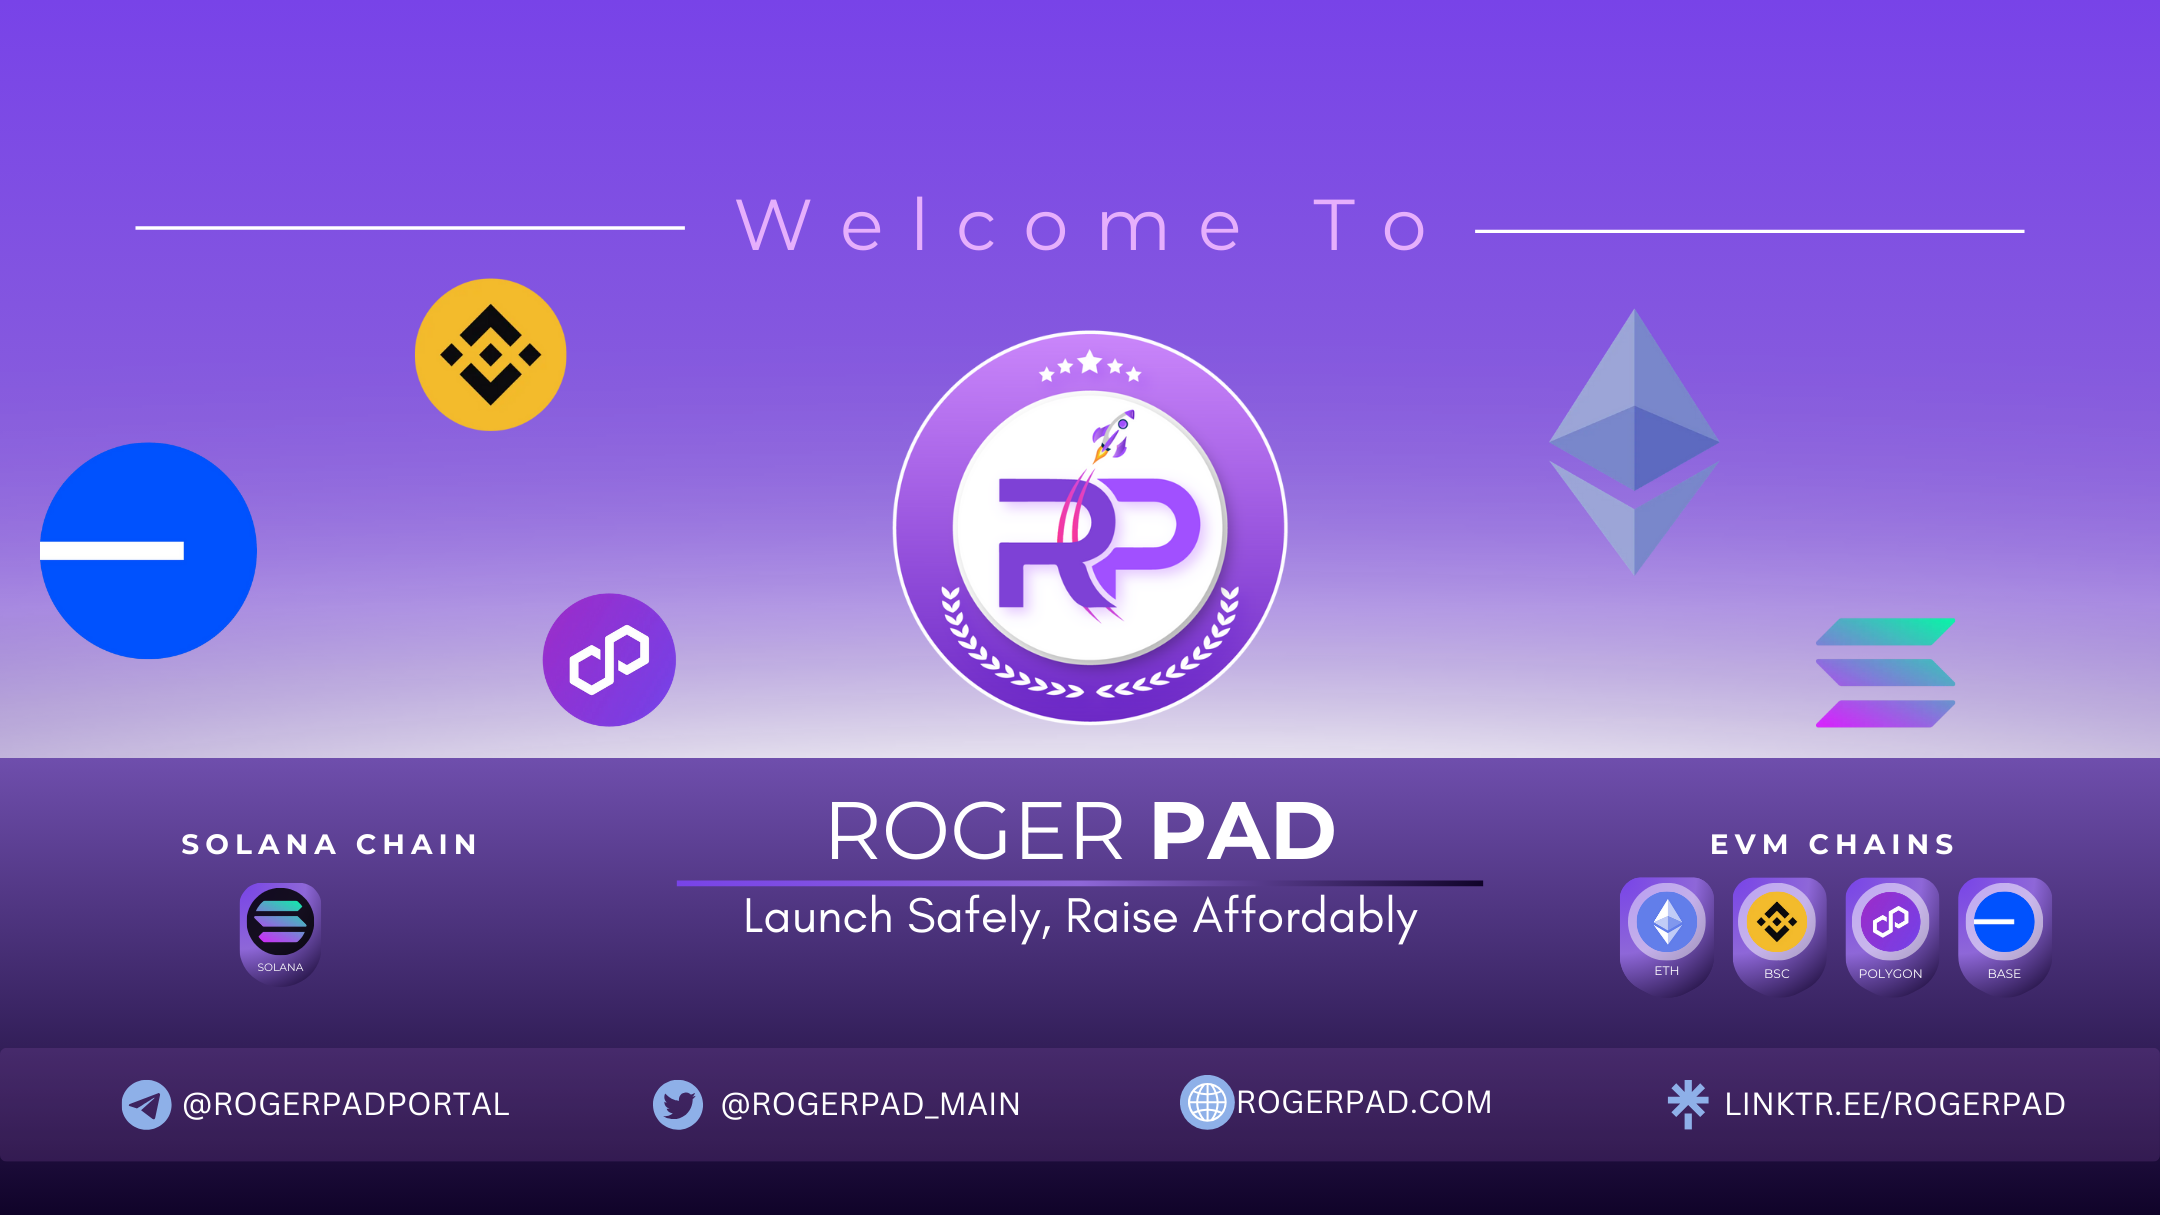 Welcome To
RP
ROGER PAD
Launch Safely, Raise Affordably
SOLANA CHAIN
SOLANA
EVM CHAINS
ETH
BSC
POLYGON
BASE
@ROGERPADPORTAL
@ROGERPAD_MAIN
ROGERPAD.COM
LINKTR.EE/ROGERPAD